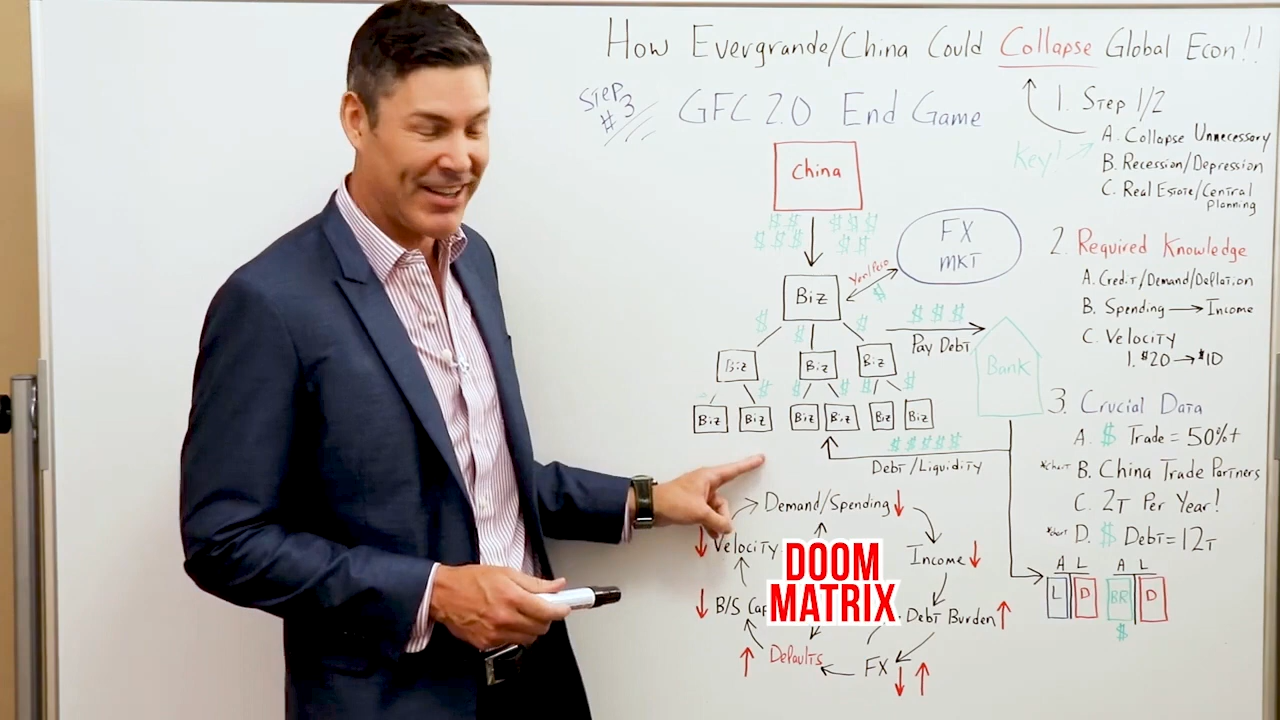 How Evergrande/China Could Collapse Global Econ!!
Step #3
GFC 2.0 End Game
China
$ $ $ $ $
$ $ $ $ $
FX
MKT
Yen/Peso
$
Biz
$ $ $
$ $ $
Pay Debt
Bank
Biz Biz Biz
$ $ $ $
Biz Biz Biz Biz Biz Biz
$ $ $ $ $
Debt/Liquidity
Demand/Spending
Velocity
Income
B/S Cap
Debt Burden
Defaults
FX
DOOM
MATRIX
Key!
1. Step 1/2
A. Collapse Unnecessary
B. Recession/Depression
C. Real Estate/Central
Planning
2. Required Knowledge
A. Credit/Demand/Deflation
B. Spending → Income
C. Velocity
1. $20 → $10
3. Crucial Data
A. $ Trade = 50%+
*chart B. China Trade Partners
C. 2T Per Year!
*chart D. $ Debt = 12T
A L A L
L D BR D
$